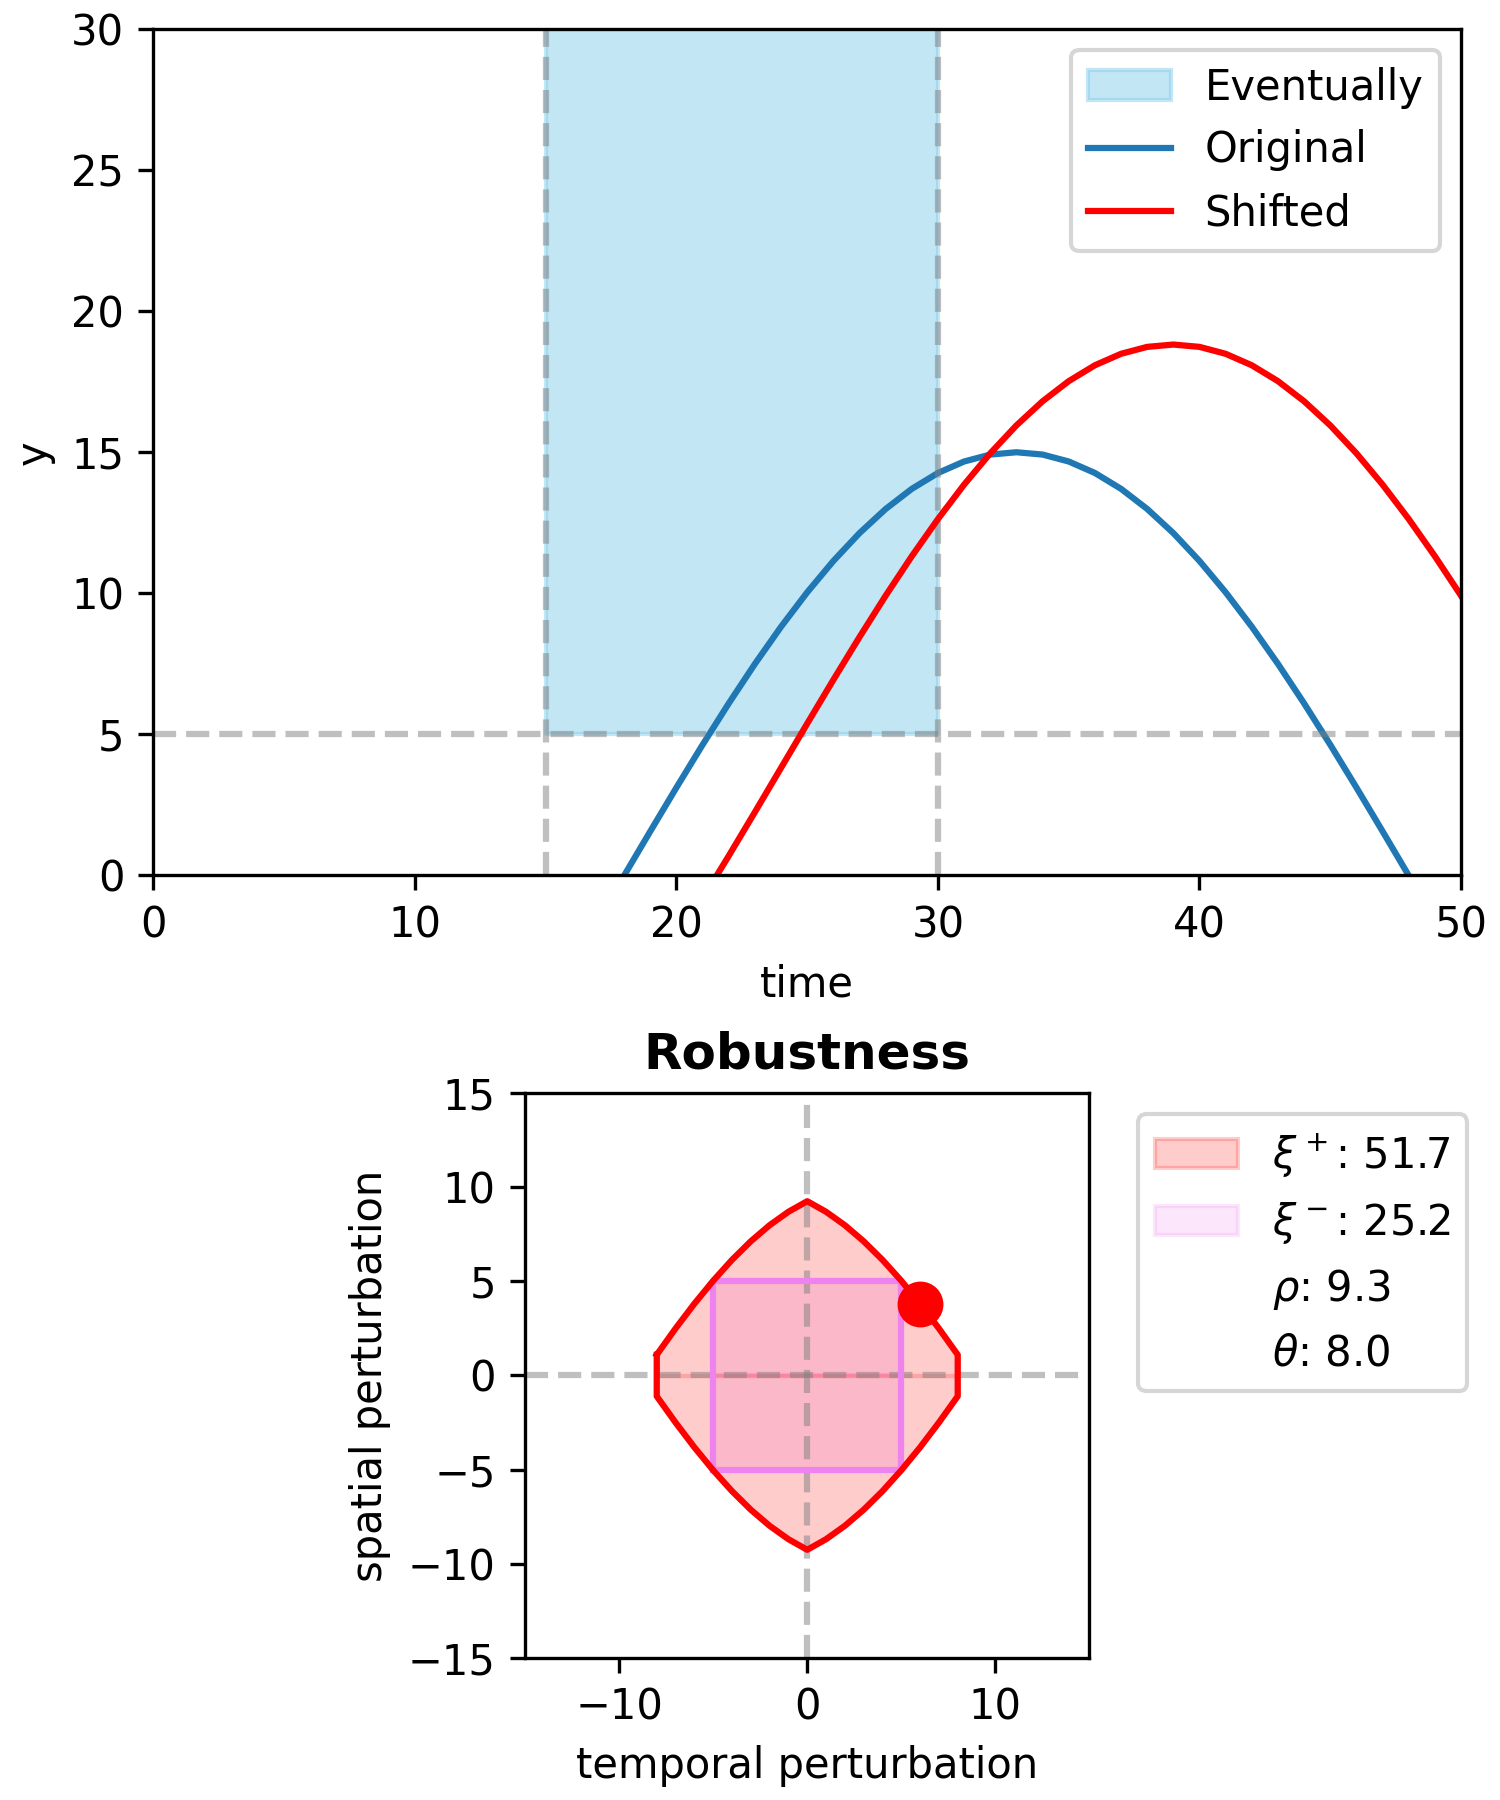 30
25
20
15
10
5
0
y
0 10 20 30 40 50
time
Eventually
Original
Shifted
Robustness
15
10
5
0
−5
−10
−15
spatial perturbation
−10 0 10
temporal perturbation
ξ⁺: 51.7
ξ⁻: 25.2
ρ: 9.3
θ: 8.0